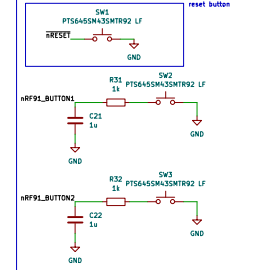 reset button
SW1
PTS645SM43SMTR92 LF
nRESET
GND
R31
1k
SW2
PTS645SM43SMTR92 LF
nRF91_BUTTON1
C21
1u
GND
GND
R32
1k
SW3
PTS645SM43SMTR92 LF
nRF91_BUTTON2
C22
1u
GND
GND